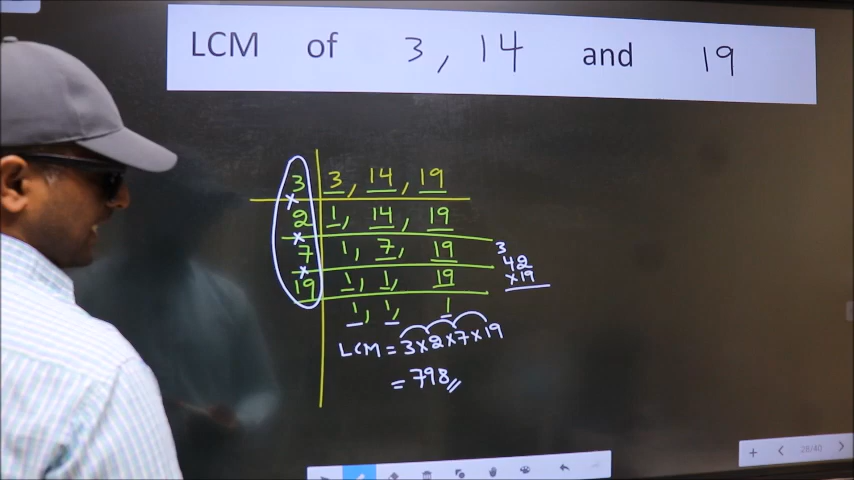 LCM of 3, 14 and 19
3 3, 14, 19
×
2 1, 14, 19
×
7 1, 7, 19
×
19 1, 1, 19
1, 1, 1
3
42
×19
LCM = 3×2×7×19
= 798
28/40